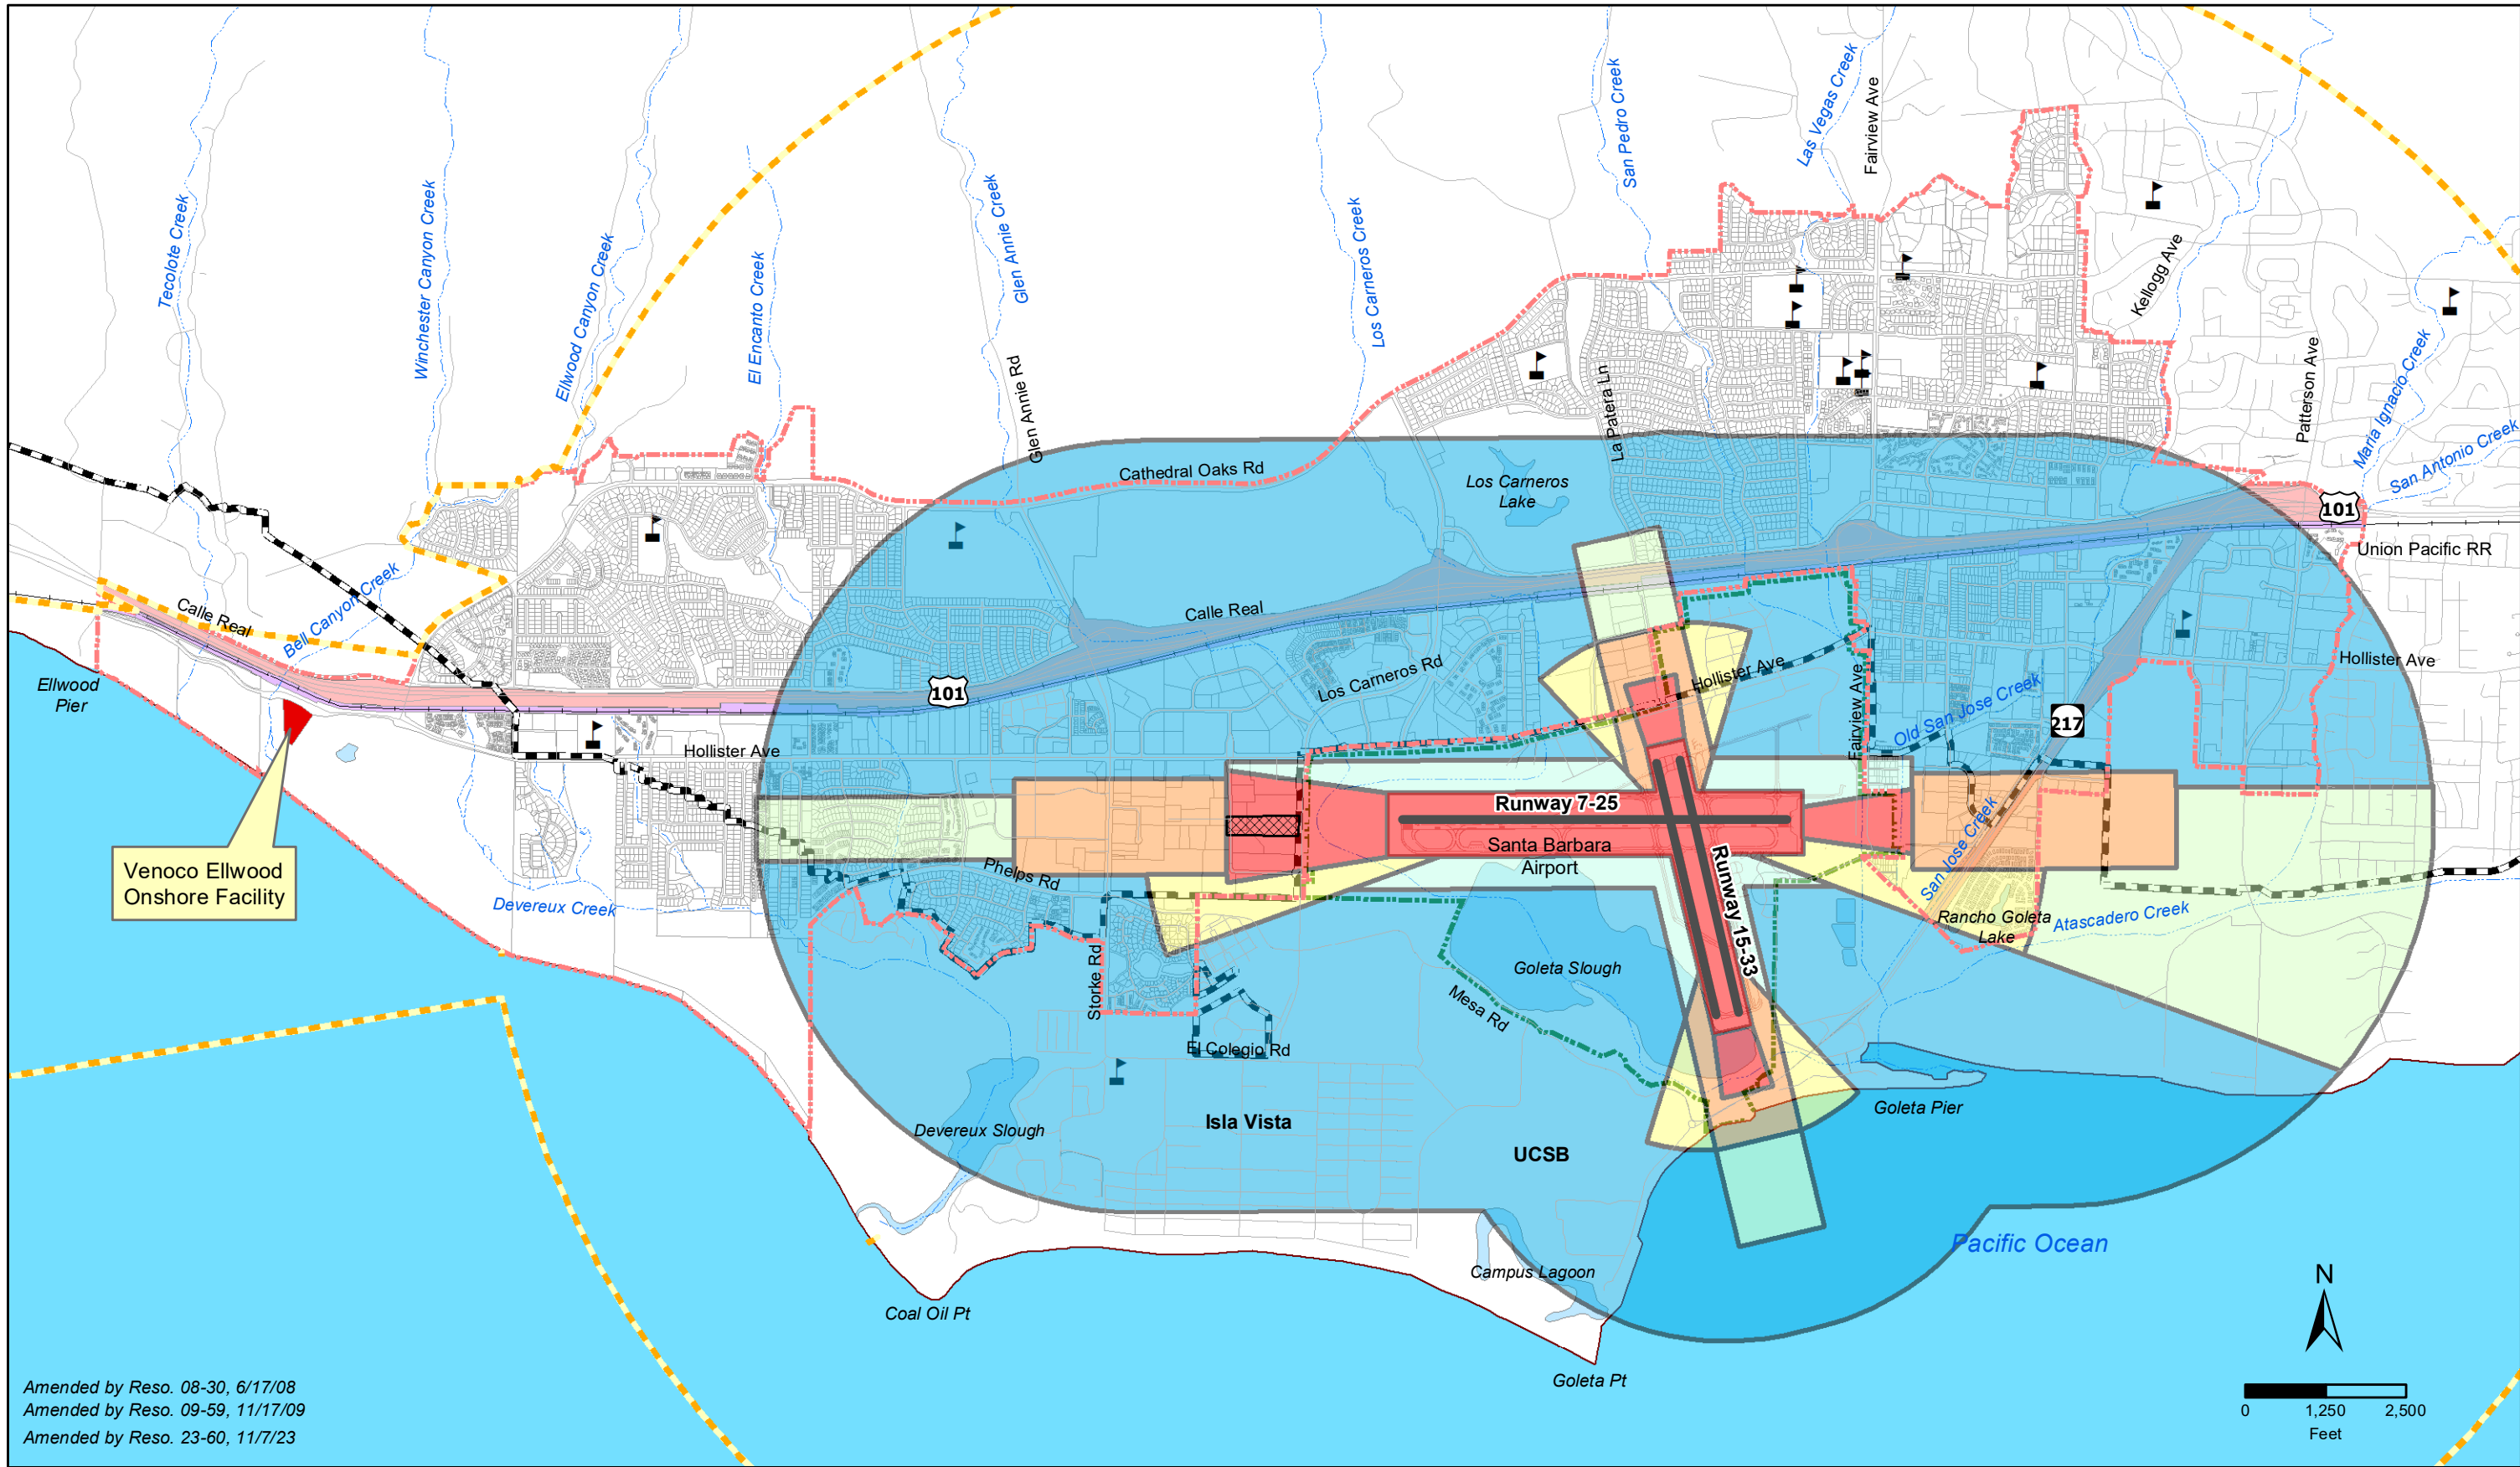 Tecolote Creek
Winchester Canyon Creek
Ellwood Canyon Creek
El Encanto Creek
Glen Annie Creek
Glen Annie Rd
Los Carneros Creek
San Pedro Creek
Las Vegas Creek
Fairview Ave
Kellogg Ave
Patterson Ave
Maria Ignacio Creek
San Antonio Creek
La Patera Ln
Cathedral Oaks Rd
Los Carneros
Lake
101
Union Pacific RR
Calle Real
Bell Canyon Creek
Calle Real
Ellwood
Pier
101
Los Carneros Rd
Hollister Ave
Fairview Ave
Old San Jose Creek
217
Hollister Ave
Hollister Ave
Venoco Ellwood
Onshore Facility
Runway 7-25
Santa Barbara
Airport
Runway 15-33
San Jose Creek
Phelps Rd
Devereux Creek
Rancho Goleta
Lake
Atascadero Creek
Storke Rd
Goleta Slough
Mesa Rd
El Colegio Rd
Devereux Slough
Isla Vista
UCSB
Goleta Pier
Pacific Ocean
Campus Lagoon
Coal Oil Pt
Goleta Pt
N
0 1,250 2,500
Feet
Amended by Reso. 08-30, 6/17/08
Amended by Reso. 09-59, 11/17/09
Amended by Reso. 23-60, 11/7/23